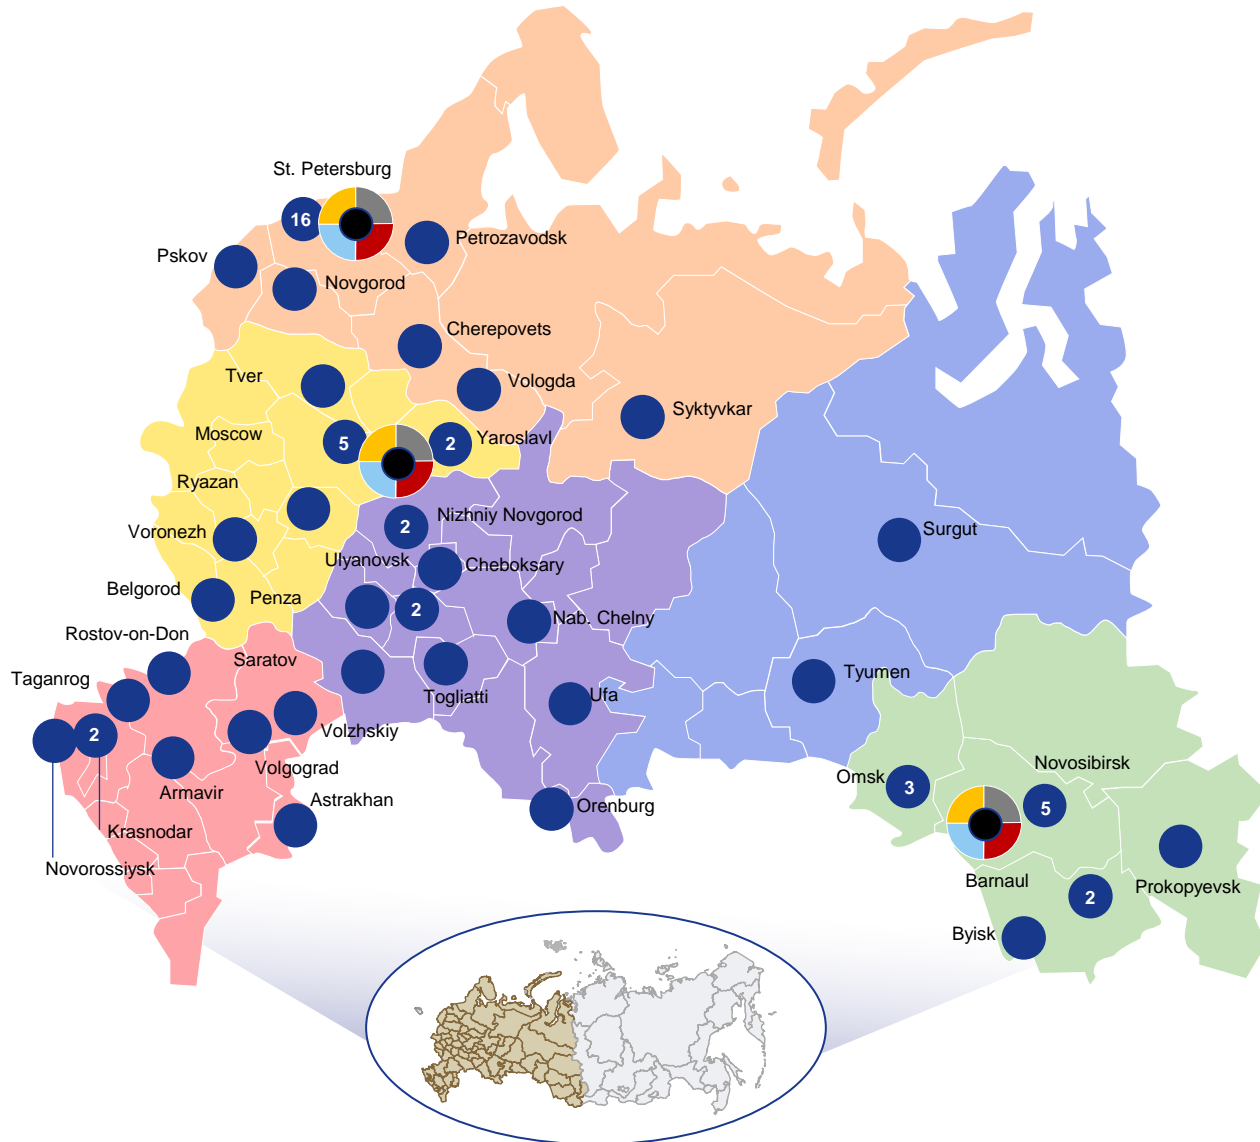 St. Petersburg
16
Petrozavodsk
Pskov
Novgorod
Cherepovets
Tver
Vologda
Syktyvkar
Moscow
5
2
Yaroslavl
Ryazan
2
Nizhniy Novgorod
Voronezh
Surgut
Ulyanovsk
Cheboksary
Belgorod
Penza
2
Nab. Chelny
Rostov-on-Don
Saratov
Taganrog
Togliatti
Ufa
Tyumen
2
Volzhskiy
Volgograd
Novosibirsk
Omsk
3
Armavir
Astrakhan
Orenburg
5
Krasnodar
Novorossiysk
Barnaul
Prokopyevsk
2
Byisk